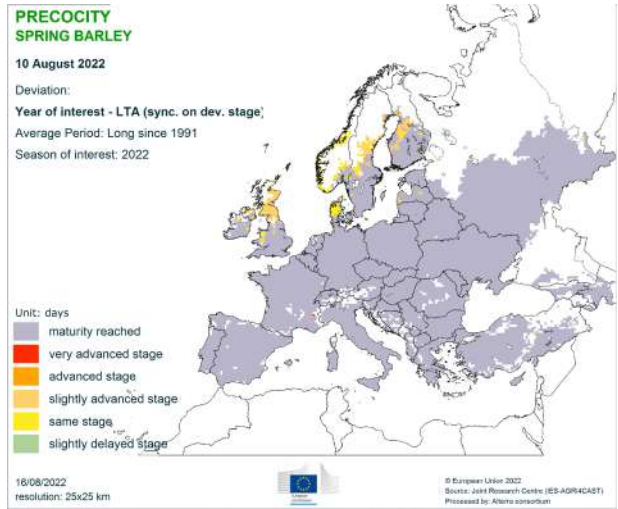 PRECOCITY
SPRING BARLEY
10 August 2022
Deviation:
Year of interest - LTA (sync. on dev. stage)
Average Period: Long since 1991
Season of interest: 2022
Unit: days
maturity reached
very advanced stage
advanced stage
slightly advanced stage
same stage
slightly delayed stage
16/08/2022
resolution: 25x25 km
© European Union 2022
Source: Joint Research Centre (IES-AGRI4CAST)
Processed by: Alterra consortium